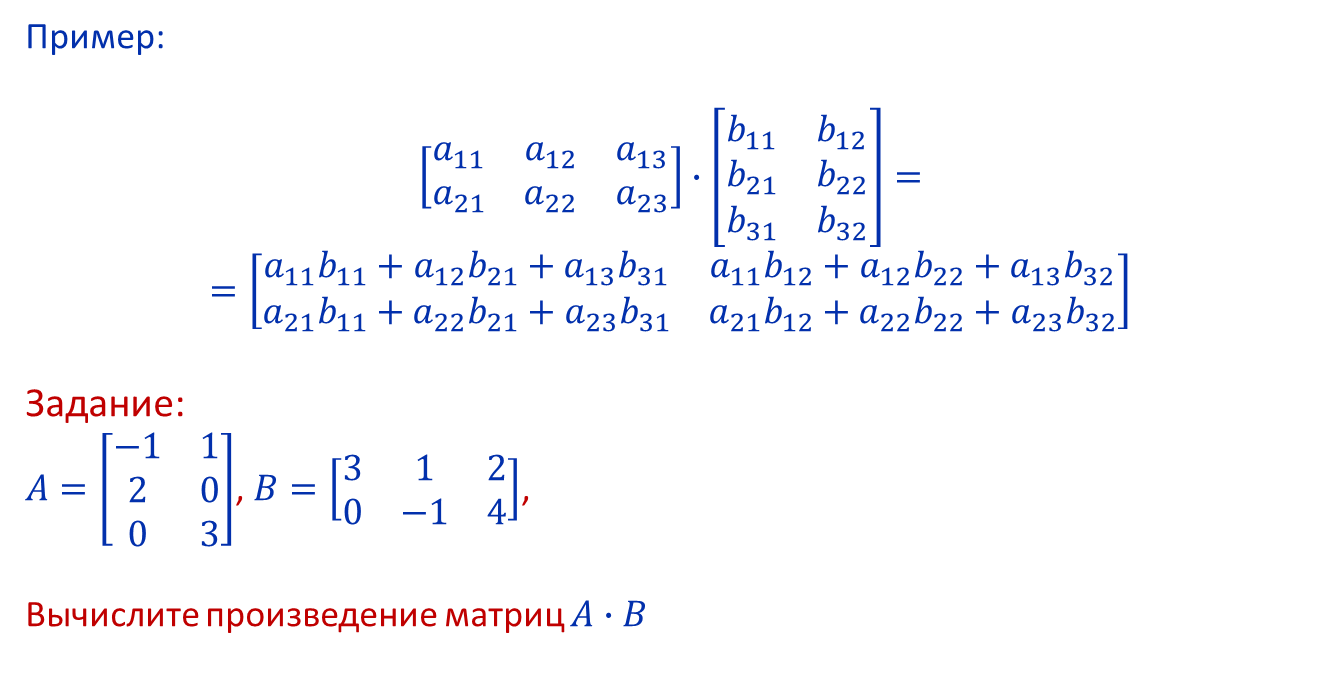 Пример:
[a₁₁ a₁₂ a₁₃
a₂₁ a₂₂ a₂₃] · [b₁₁ b₁₂
b₂₁ b₂₂
b₃₁ b₃₂] =
= [a₁₁b₁₁ + a₁₂b₂₁ + a₁₃b₃₁ a₁₁b₁₂ + a₁₂b₂₂ + a₁₃b₃₂
a₂₁b₁₁ + a₂₂b₂₁ + a₂₃b₃₁ a₂₁b₁₂ + a₂₂b₂₂ + a₂₃b₃₂]
Задание:
A = [−1 1
2 0
0 3], B = [3 1 2
0 −1 4],
Вычислите произведение матриц A · B